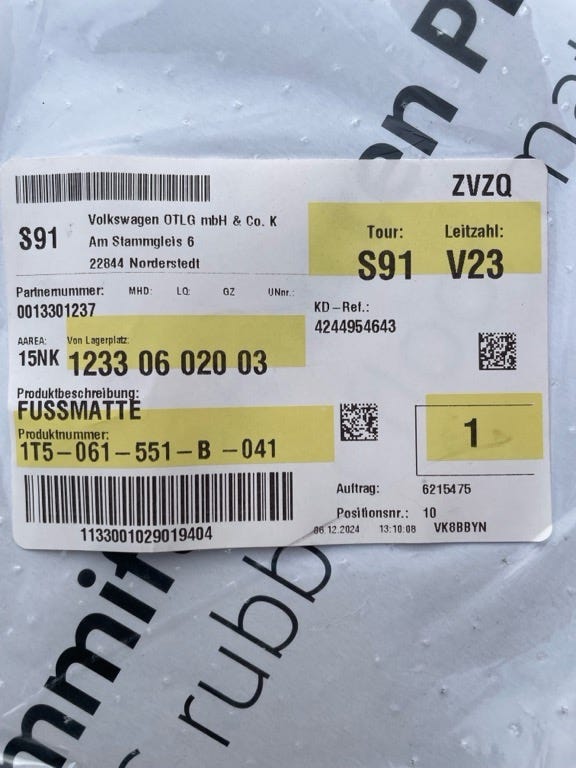 en P
ZVZQ
S91
Volkswagen OTLG mbH & Co. K
Am Stammgleis 6
22844 Norderstedt
Tour: Leitzahl:
S91 V23
Partnernummer: MHD: LQ: GZ UNnr.:
0013301237
KD-Ref.:
4244954643
AAREA: Von Lagerplatz:
15NK 1233 06 020 03
Produktbeschreibung:
FUSSMATTE
Produktnummer:
1T5-061-551-B -041
1
1133001029019404
Auftrag: 6215475
Positionsnr.: 10
06.12.2024 13:10:08 VK8BBYN
mmi
rubb